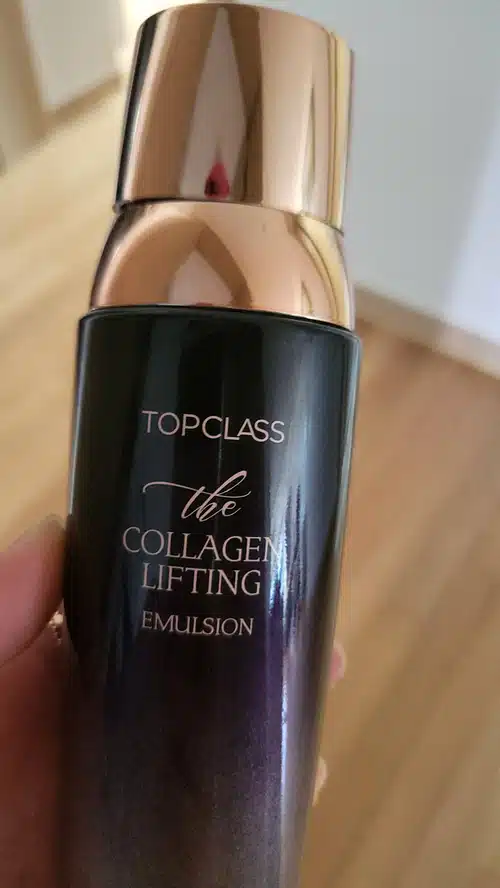 TOPCLASS
the
COLLAGEN
LIFTING
EMULSION